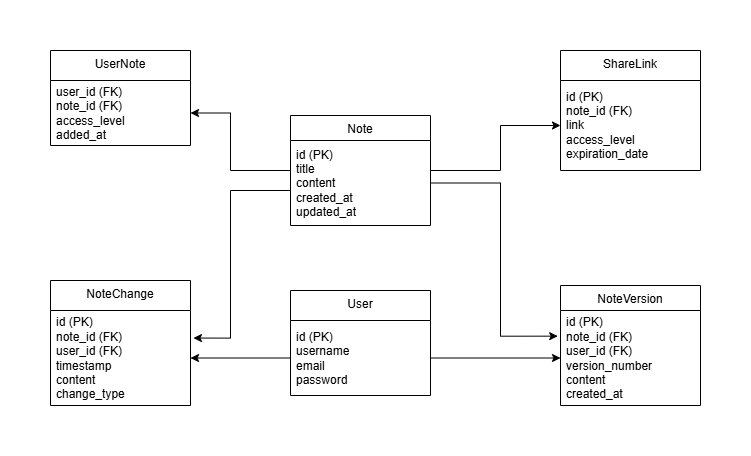 UserNote
user_id (FK)
note_id (FK)
access_level
added_at
Note
id (PK)
title
content
created_at
updated_at
ShareLink
id (PK)
note_id (FK)
link
access_level
expiration_date
NoteChange
id (PK)
note_id (FK)
user_id (FK)
timestamp
content
change_type
User
id (PK)
username
email
password
NoteVersion
id (PK)
note_id (FK)
user_id (FK)
version_number
content
created_at